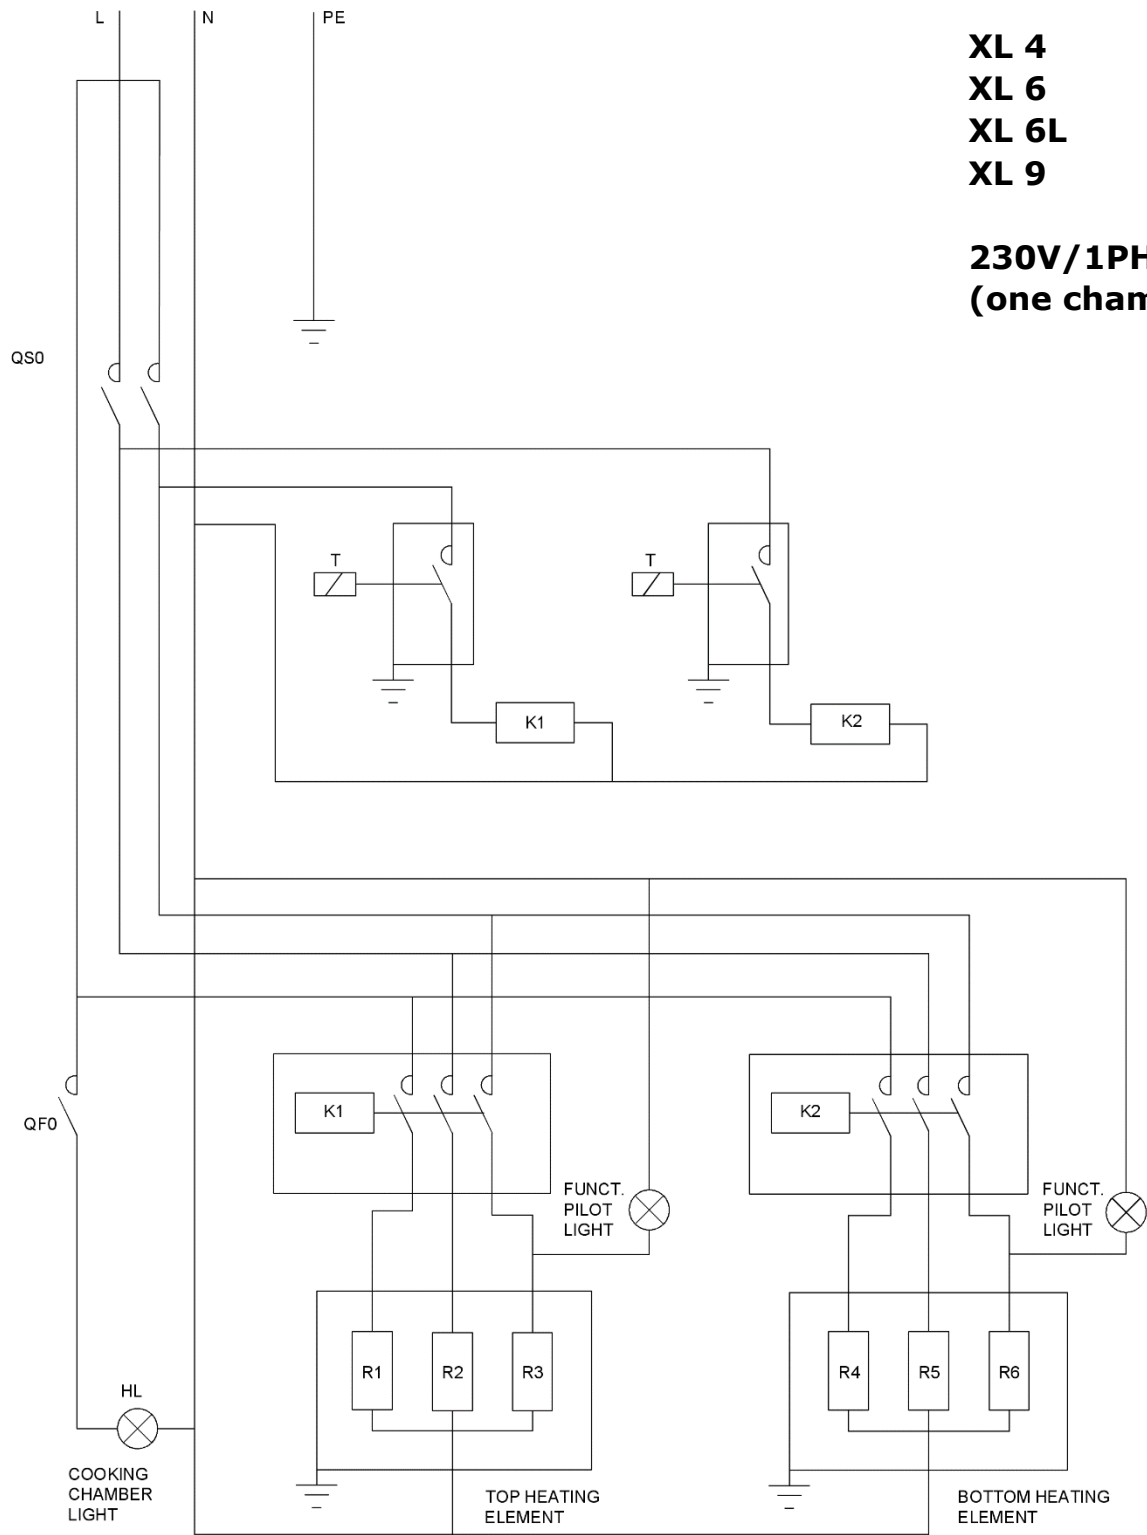 L
N
PE
XL 4
XL 6
XL 6L
XL 9
230V/1PH
(one cham
QS0
T
T
K1
K2
QF0
K1
K2
FUNCT.
PILOT
LIGHT
FUNCT.
PILOT
LIGHT
R1
R2
R3
R4
R5
R6
HL
COOKING
CHAMBER
LIGHT
TOP HEATING
ELEMENT
BOTTOM HEATING
ELEMENT